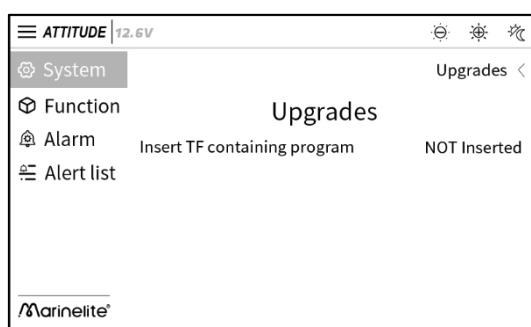 ATTITUDE 12.6V
System
Upgrades <
Function
Upgrades
Alarm
Insert TF containing program NOT Inserted
Alert list
Marinelite®